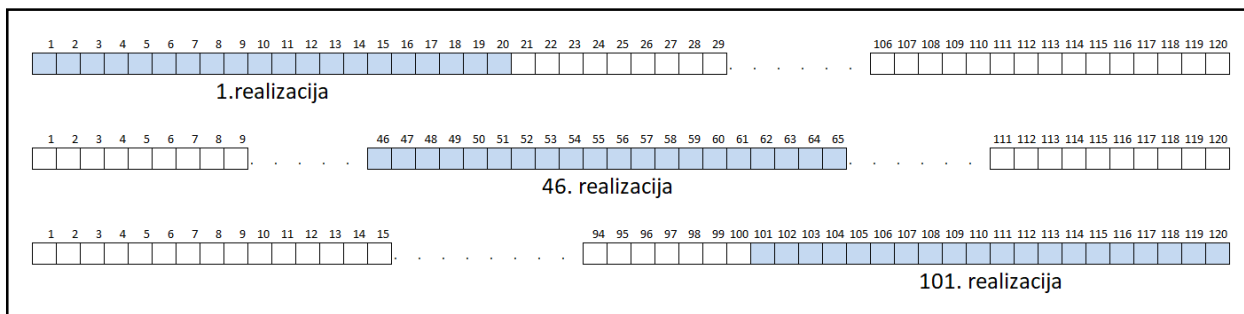 1 2 3 4 5 6 7 8 9 10 11 12 13 14 15 16 17 18 19 20 21 22 23 24 25 26 27 28 29 106 107 108 109 110 111 112 113 114 115 116 117 118 119 120
1.realizacija
1 2 3 4 5 6 7 8 9 46 47 48 49 50 51 52 53 54 55 56 57 58 59 60 61 62 63 64 65 111 112 113 114 115 116 117 118 119 120
46. realizacija
1 2 3 4 5 6 7 8 9 10 11 12 13 14 15 94 95 96 97 98 99 100 101 102 103 104 105 106 107 108 109 110 111 112 113 114 115 116 117 118 119 120
101. realizacija